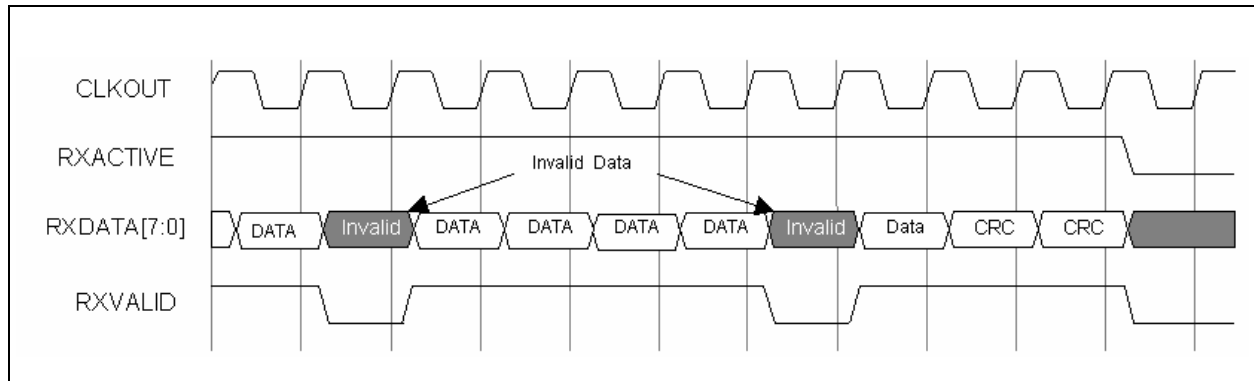 CLKOUT
RXACTIVE
Invalid Data
RXDATA[7:0]
DATA Invalid DATA DATA DATA DATA Invalid Data CRC CRC
RXVALID